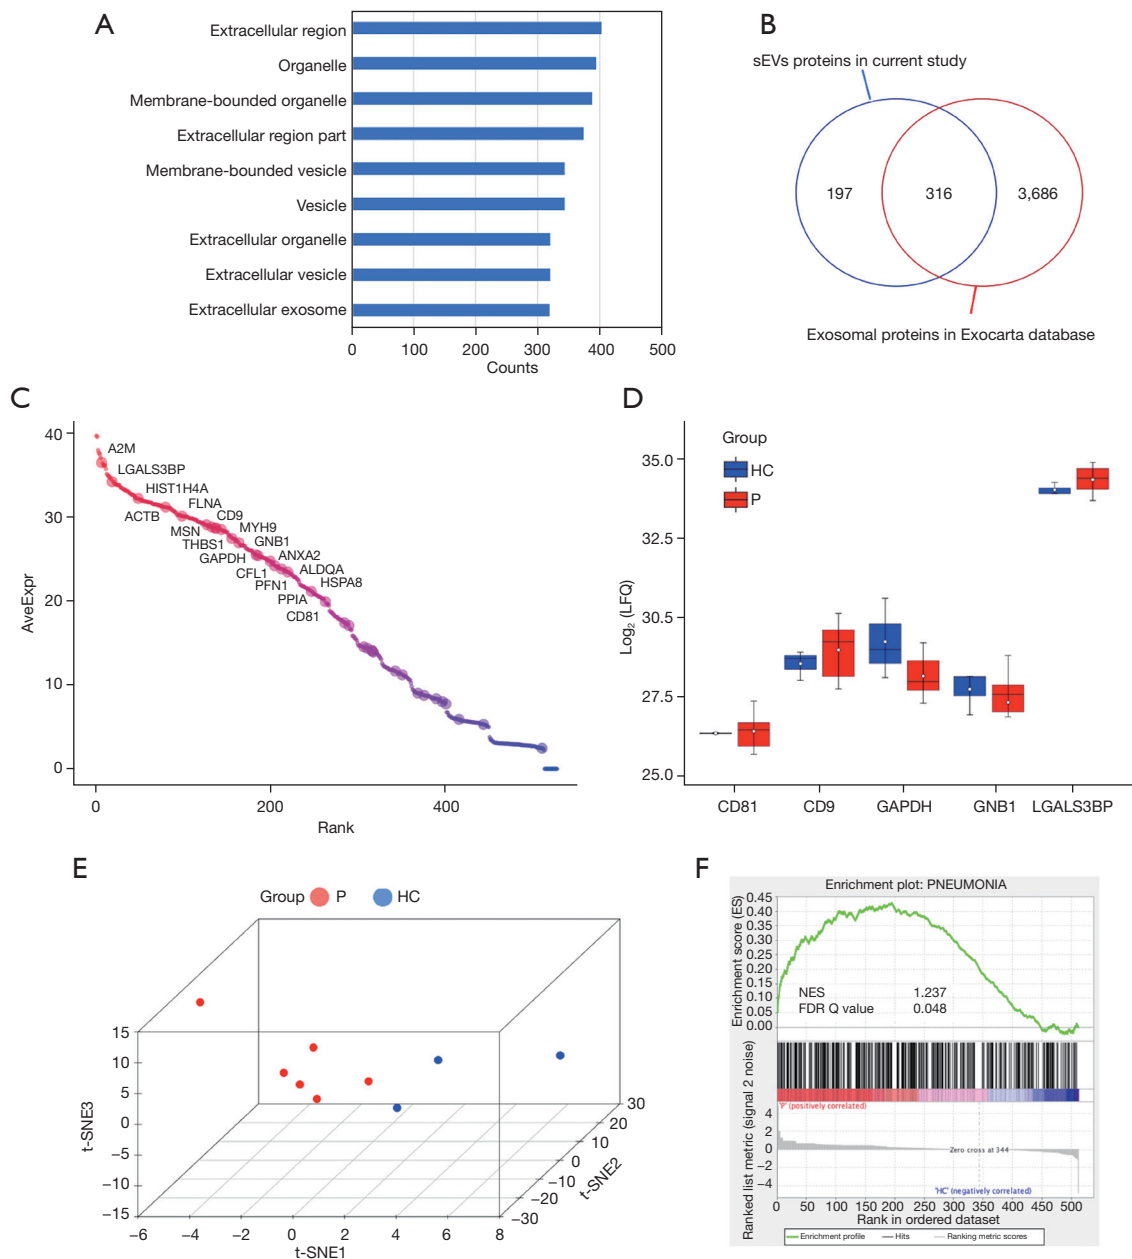 A
Extracellular region
Organelle
Membrane-bounded organelle
Extracellular region part
Membrane-bounded vesicle
Vesicle
Extracellular organelle
Extracellular vesicle
Extracellular exosome
0 100 200 300 400 500
Counts
B
sEVs proteins in current study
197 316 3,686
Exosomal proteins in Exocarta database
C
40
30
20
10
0
AveExpr
A2M
LGALS3BP
HIST1H4A
ACTB
FLNA
CD9
MSN
MYH9
THBS1
GNB1
GAPDH
ANXA2
CFL1
ALDQA
PFN1
HSPA8
PPIA
CD81
0 200 400
Rank
D
Group
HC
P
35.0
32.5
30.5
27.5
25.0
Log2 (LFQ)
CD81 CD9 GAPDH GNB1 LGALS3BP
E
Group P HC
15
10
5
0
−5
−10
−15
t-SNE3
−6 −4 −2 0 2 4 6 8
t-SNE1
30
20
10
0
−10
−20
−30
t-SNE2
F
Enrichment plot: PNEUMONIA
0.45
0.40
0.35
0.30
0.25
0.20
0.15
0.10
0.05
0.00
Enrichment score (ES)
NES 1.237
FDR Q value 0.048
'P' (positively correlated)
4
2
0
−2
−4
Ranked list metric (signal 2 noise)
Zero cross at 344
'HC' (negatively correlated)
0 50 100 150 200 250 300 350 400 450 500
Rank in ordered dataset
Enrichment profile Hits Ranking metric scores